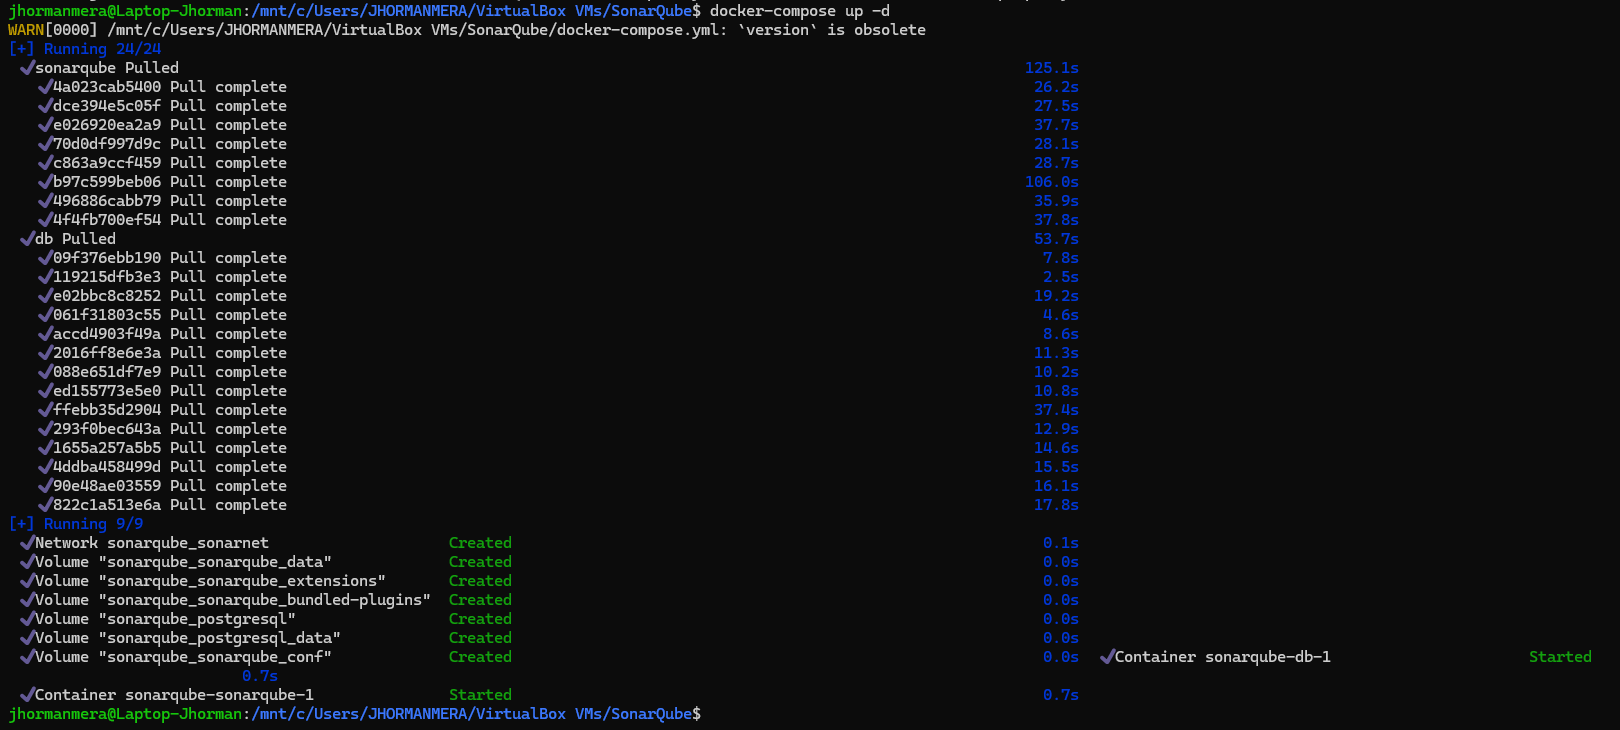 jhormanmera@Laptop-Jhorman:/mnt/c/Users/JHORMANMERA/VirtualBox VMs/SonarQube$ docker-compose up -d
WARN[0000] /mnt/c/Users/JHORMANMERA/VirtualBox VMs/SonarQube/docker-compose.yml: `version` is obsolete
[+] Running 24/24
✓sonarqube Pulled 125.1s
✓4a023cab5400 Pull complete 26.2s
✓dce394e5c05f Pull complete 27.5s
✓e026920ea2a9 Pull complete 37.7s
✓70d0df997d9c Pull complete 28.1s
✓c863a9ccf459 Pull complete 28.7s
✓b97c599beb06 Pull complete 106.0s
✓496886cabb79 Pull complete 35.9s
✓4f4fb700ef54 Pull complete 37.8s
✓db Pulled 53.7s
✓09f376ebb190 Pull complete 7.8s
✓119215dfb3e3 Pull complete 2.5s
✓e02bbc8c8252 Pull complete 19.2s
✓061f31803c55 Pull complete 4.6s
✓accd4903f49a Pull complete 8.6s
✓2016ff8e6e3a Pull complete 11.3s
✓088e651df7e9 Pull complete 10.2s
✓ed155773e5e0 Pull complete 10.8s
✓ffebb35d2904 Pull complete 37.4s
✓293f0bec643a Pull complete 12.9s
✓1655a257a5b5 Pull complete 14.6s
✓4ddba458499d Pull complete 15.5s
✓90e48ae03559 Pull complete 16.1s
✓822c1a513e6a Pull complete 17.8s
[+] Running 9/9
✓Network sonarqube_sonarnet Created 0.1s
✓Volume "sonarqube_sonarqube_data" Created 0.0s
✓Volume "sonarqube_sonarqube_extensions" Created 0.0s
✓Volume "sonarqube_sonarqube_bundled-plugins" Created 0.0s
✓Volume "sonarqube_postgresql" Created 0.0s
✓Volume "sonarqube_postgresql_data" Created 0.0s
✓Volume "sonarqube_sonarqube_conf" Created 0.0s ✓Container sonarqube-db-1 Started
0.7s
✓Container sonarqube-sonarqube-1 Started 0.7s
jhormanmera@Laptop-Jhorman:/mnt/c/Users/JHORMANMERA/VirtualBox VMs/SonarQube$